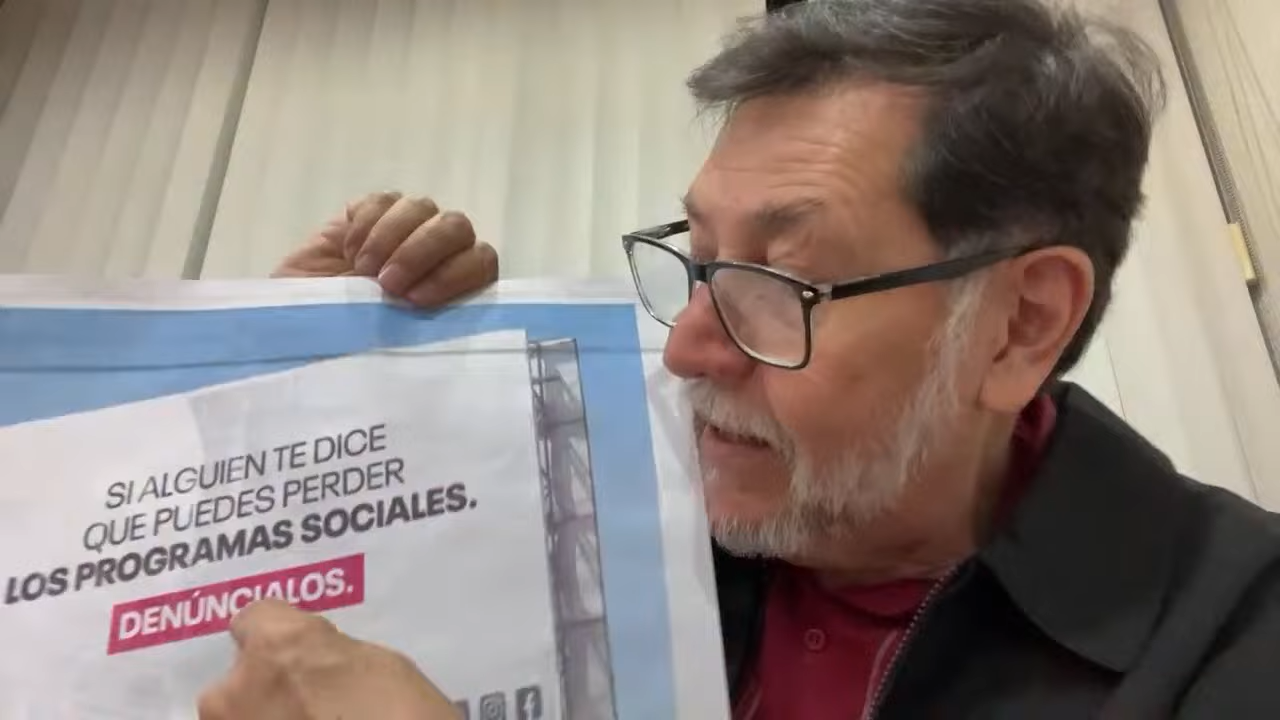 SI ALGUIEN TE DICE
QUE PUEDES PERDER
LOS PROGRAMAS SOCIALES.
DENÚNCIALOS.